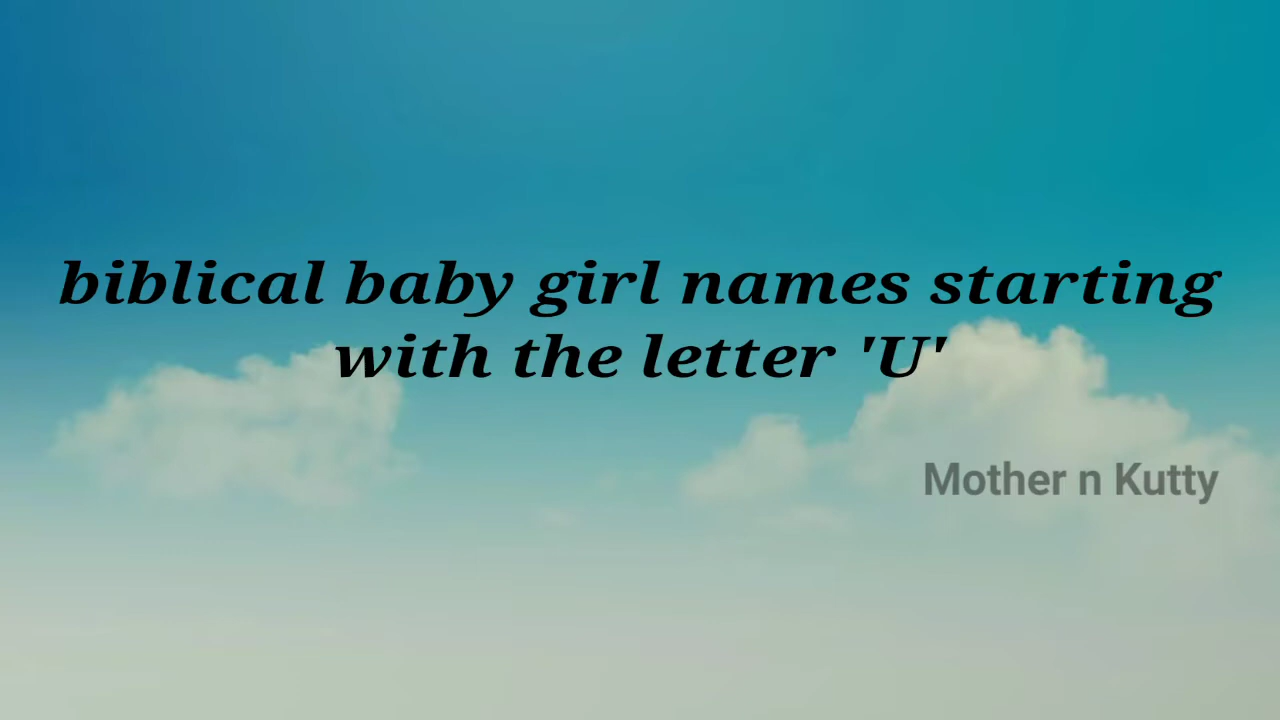 biblical baby girl names starting
with the letter 'U'
Mother n Kutty